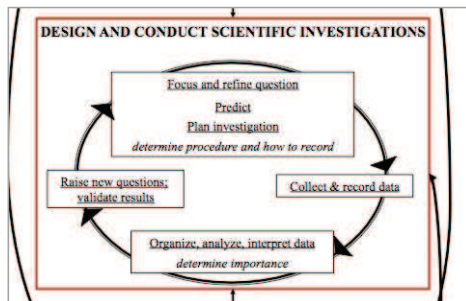 DESIGN AND CONDUCT SCIENTIFIC INVESTIGATIONS
Focus and refine question
Predict
Plan investigation
determine procedure and how to record
Raise new questions;
validate results
Collect & record data
Organize, analyze, interpret data
determine importance